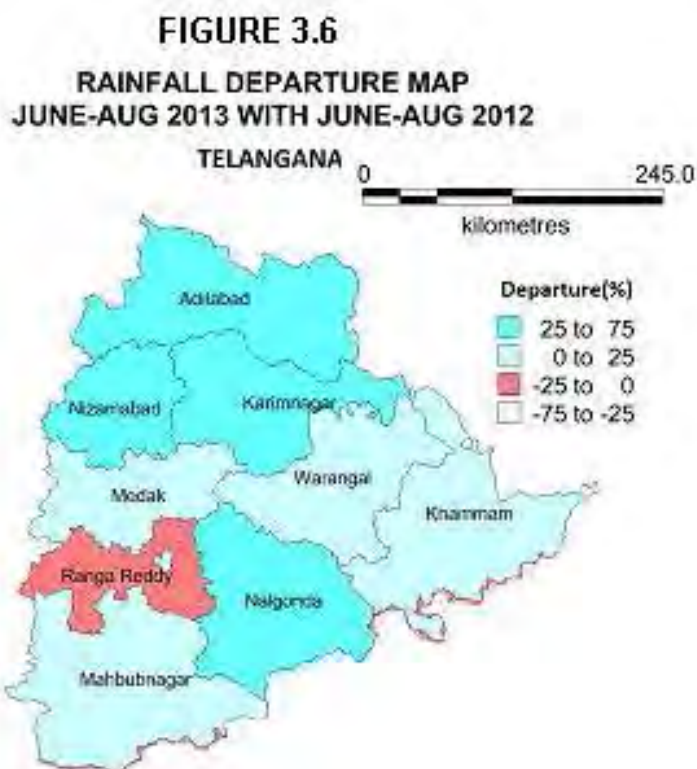 FIGURE 3.6
RAINFALL DEPARTURE MAP
JUNE-AUG 2013 WITH JUNE-AUG 2012
TELANGANA
0 245.0
kilometres
Departure(%)
25 to 75
0 to 25
-25 to 0
-75 to -25
Adilabad
Nizamabad
Karimnagar
Warangal
Medak
Khammam
Ranga Reddy
Nalgonda
Mahbubnagar